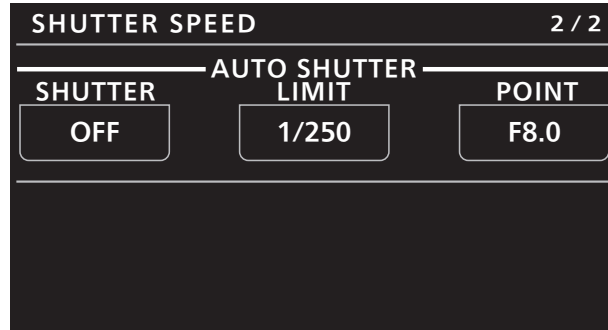 SHUTTER SPEED 2 / 2
AUTO SHUTTER
SHUTTER LIMIT POINT
OFF 1/250 F8.0